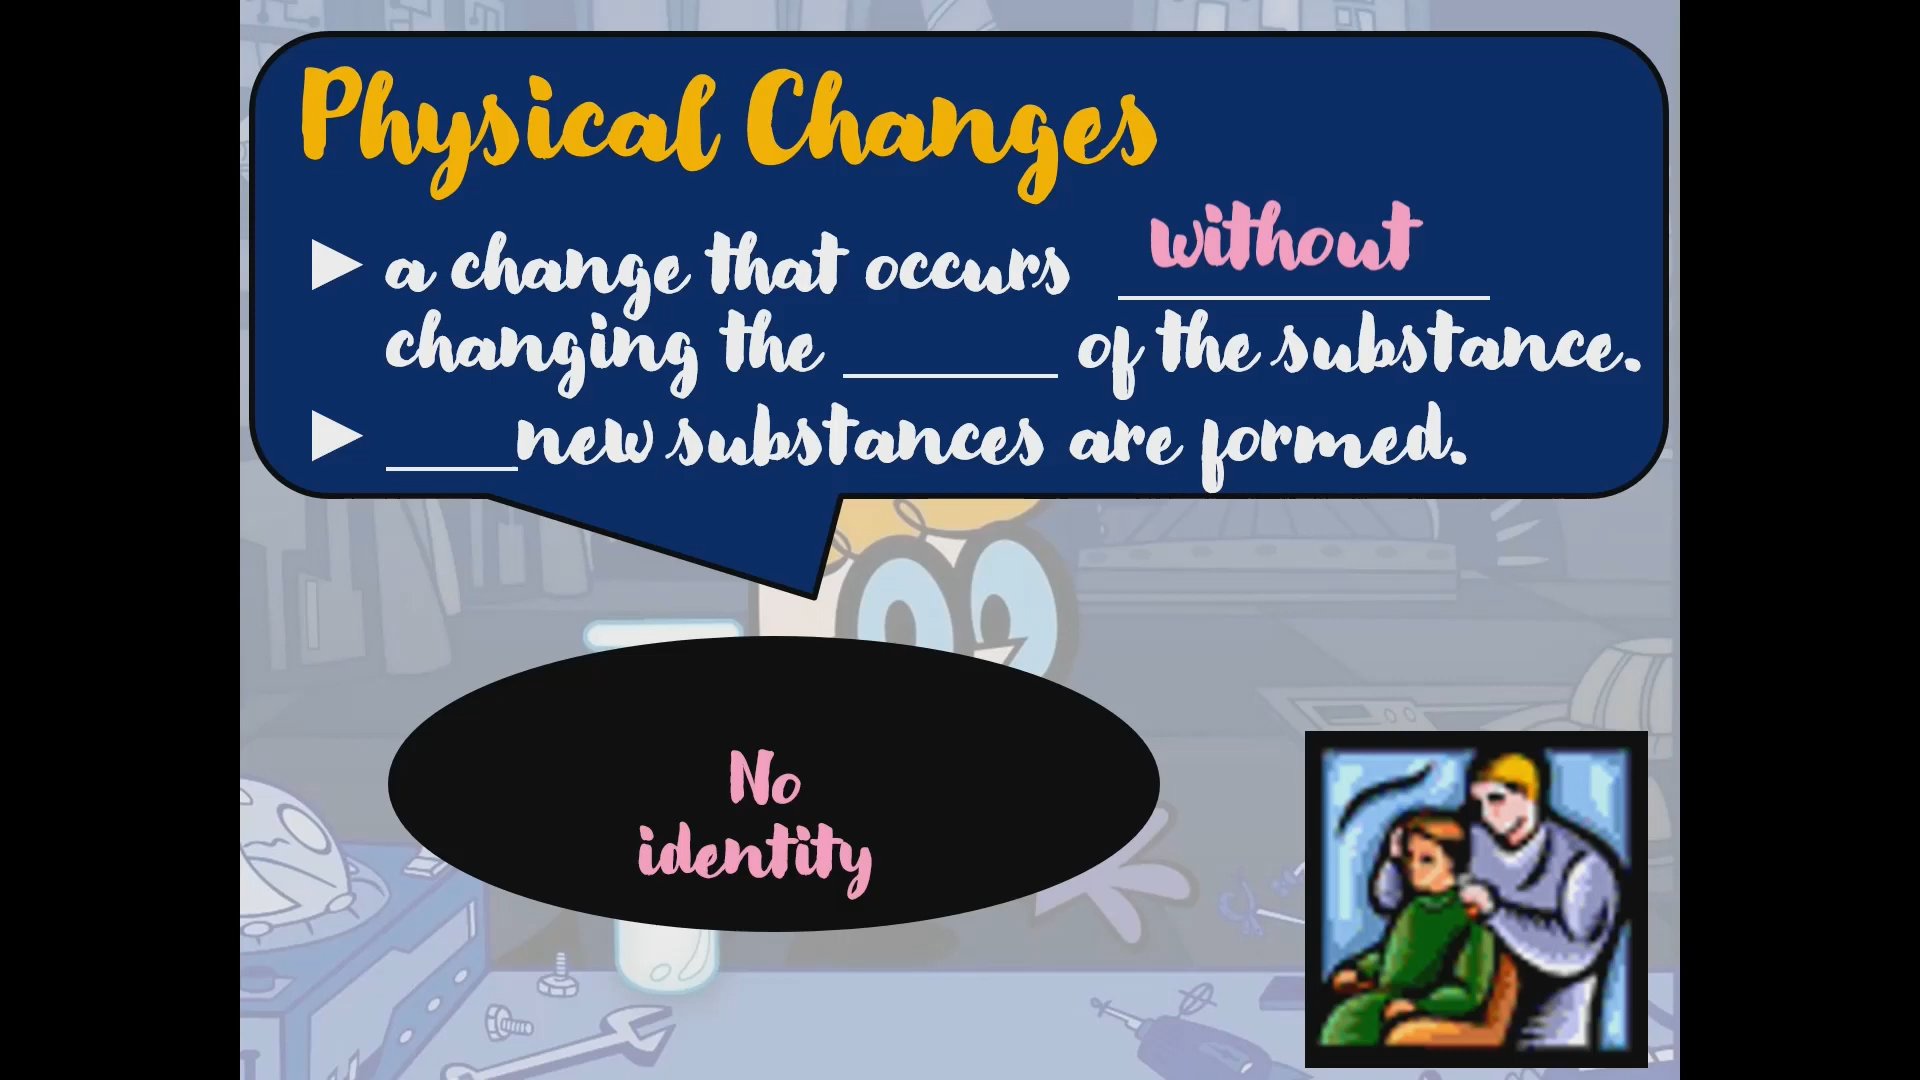 Physical Changes
► a change that occurs without
changing the ______ of the substance.
► ____new substances are formed.
No
identity